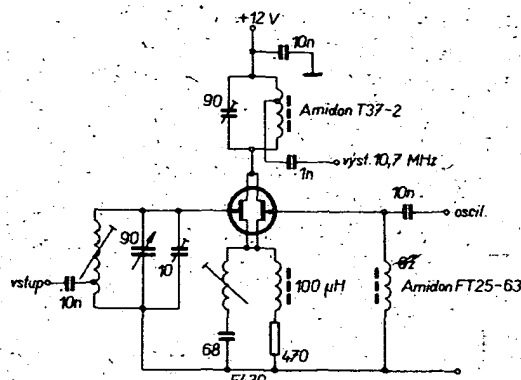 +12 V
10n
90
Amidon T37-2
výst. 10,7 MHz
1n
10n
oscil.
90
10
vstup
10n
100 µH
Amidon FT25-63
68
470